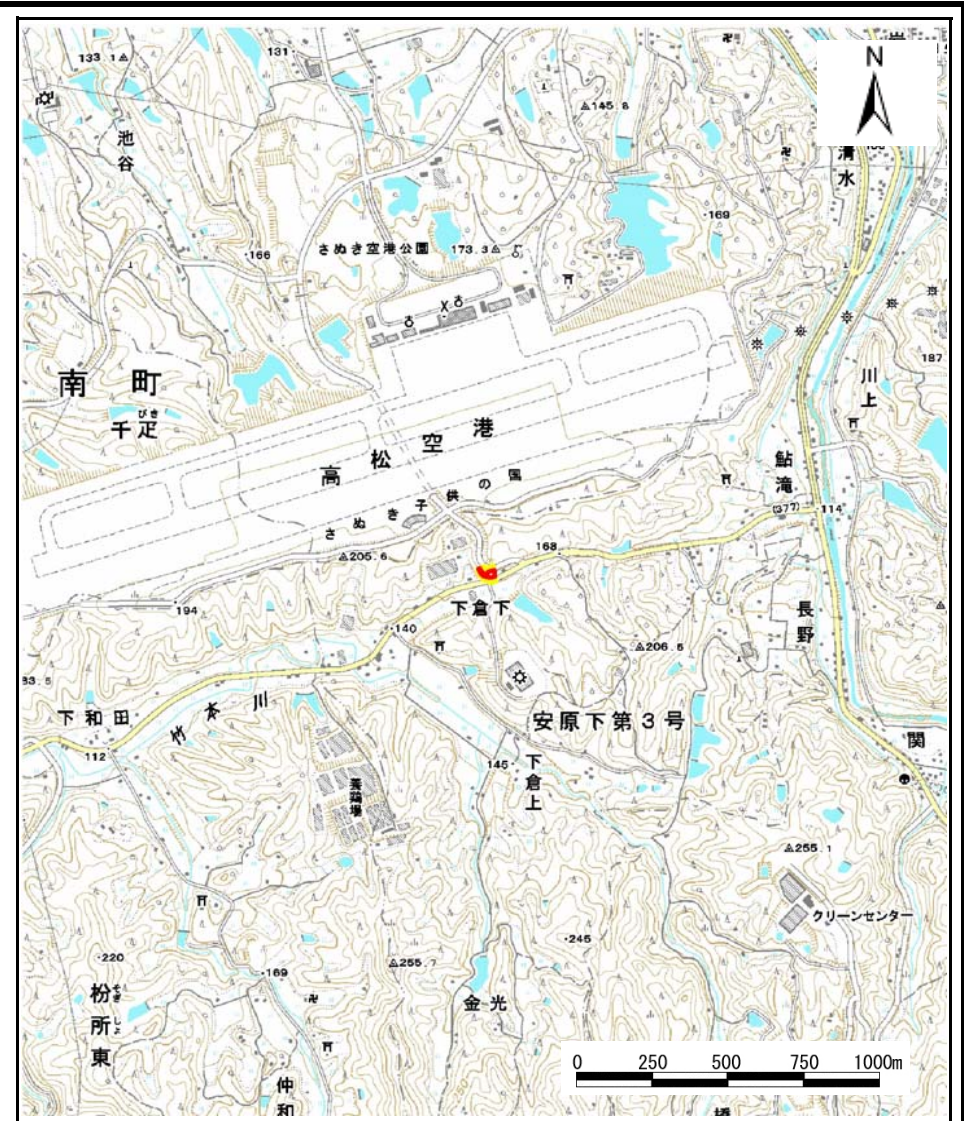 133.1
131
N
145.8
池谷
清水
169
さぬき空港公園
173.3
166
187
南町
川上
びき
千疋
高松空港
鮎滝
さぬき子供の国
(377)
114
168
205.6
194
下倉下
長野
140
206.5
83.5
下和田
竹本川
安原下第3号
関
112
145
下倉上
養鶏場
255.1
クリーンセンター
245
220
255.7
169
そぎ
しょ
枌所東
金光
0 250 500 750 1000m
仲和